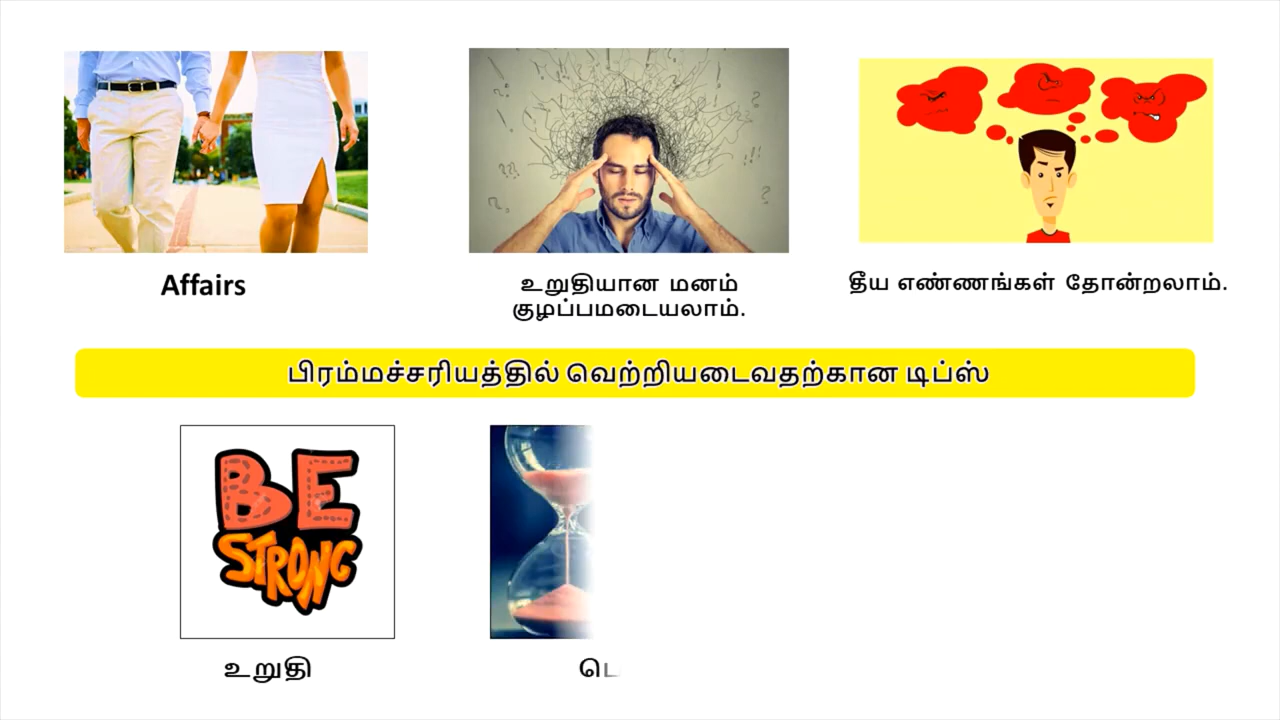 Affairs
உறுதியான மனம்
குழப்பமடையலாம்.
தீய எண்ணங்கள் தோன்றலாம்.
பிரம்மச்சரியத்தில் வெற்றியடைவதற்கான டிப்ஸ்
BE
STRONG
உறுதி